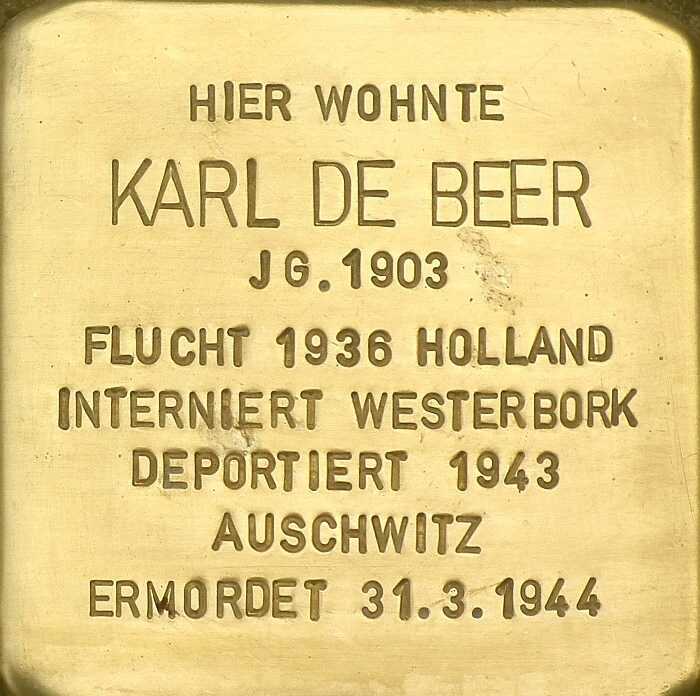 HIER WOHNTE
KARL DE BEER
JG. 1903
FLUCHT 1936 HOLLAND
INTERNIERT WESTERBORK
DEPORTIERT 1943
AUSCHWITZ
ERMORDET 31.3.1944